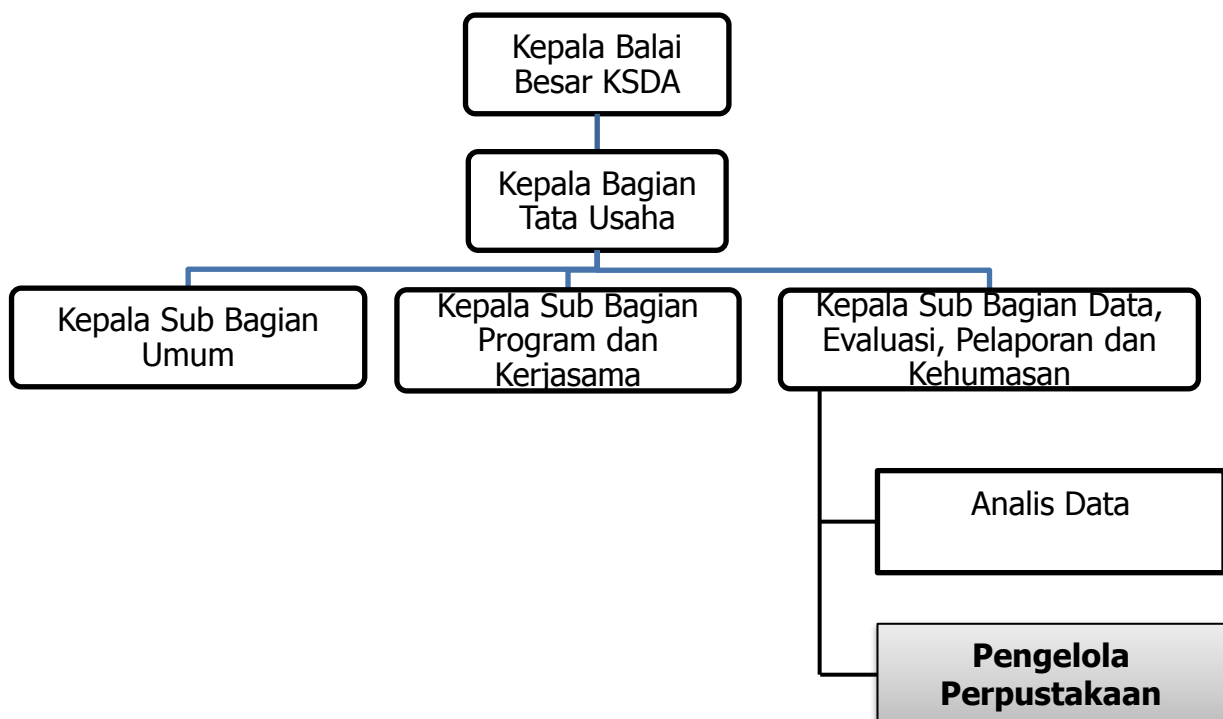 Kepala Balai
Besar KSDA
Kepala Bagian
Tata Usaha
Kepala Sub Bagian
Umum
Kepala Sub Bagian
Program dan
Kerjasama
Kepala Sub Bagian Data,
Evaluasi, Pelaporan dan
Kehumasan
Analis Data
Pengelola
Perpustakaan